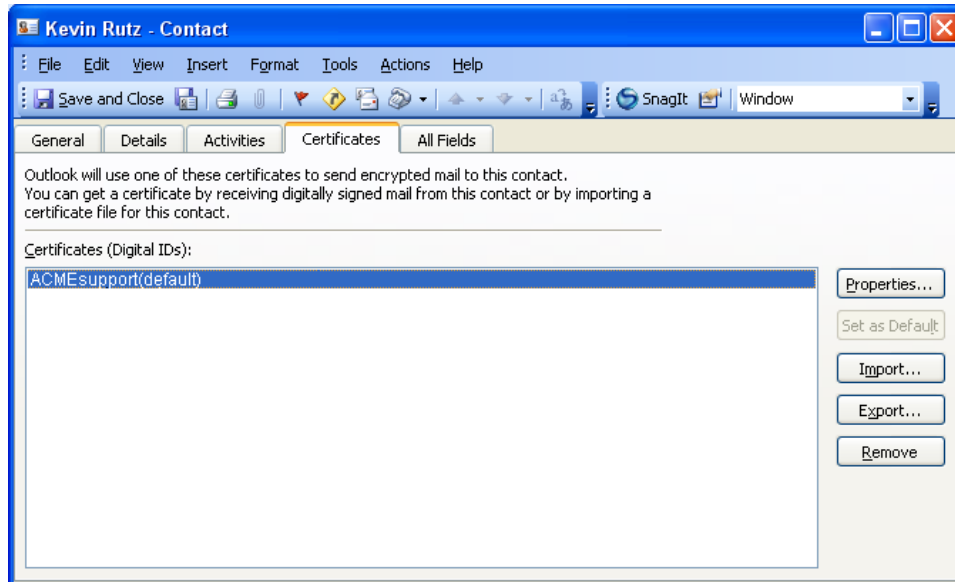 Kevin Rutz - Contact
File Edit View Insert Format Tools Actions Help
Save and Close SnagIt Window
General Details Activities Certificates All Fields
Outlook will use one of these certificates to send encrypted mail to this contact.
You can get a certificate by receiving digitally signed mail from this contact or by importing a
certificate file for this contact.
Certificates (Digital IDs):
ACMEsupport(default)
Properties...
Set as Default
Import...
Export...
Remove